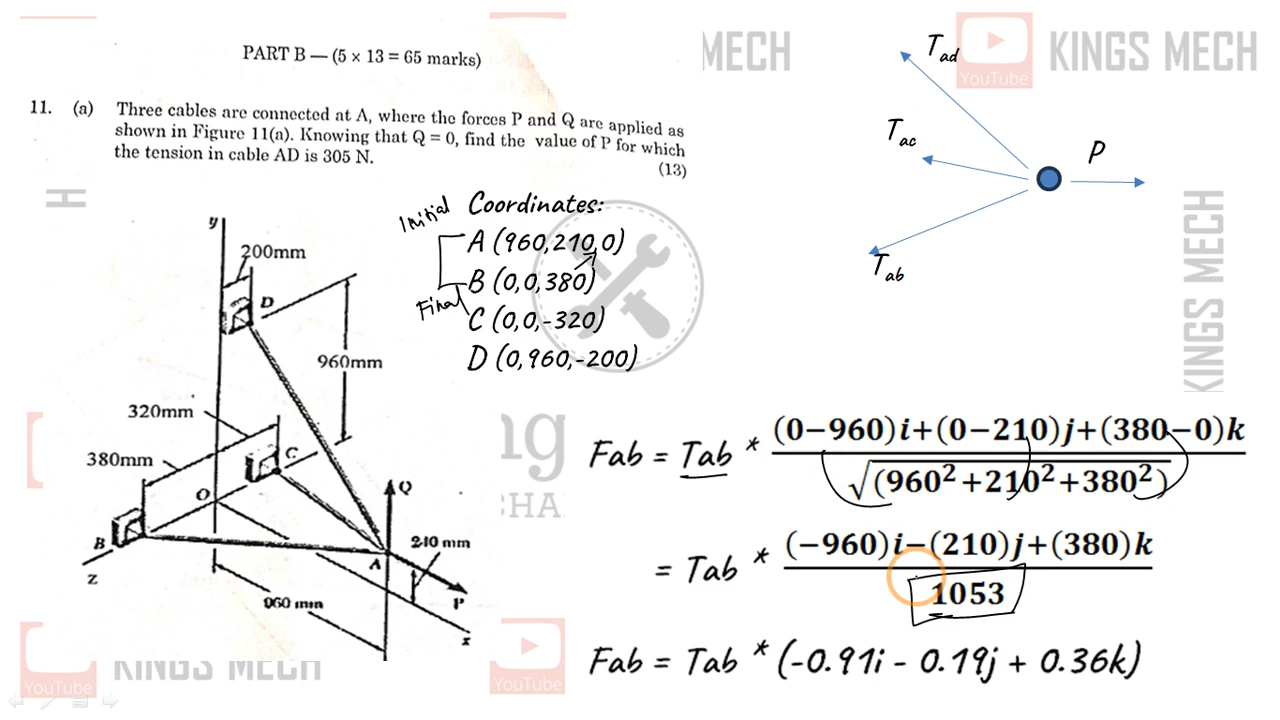 PART B — (5 × 13 = 65 marks)
11. (a) Three cables are connected at A, where the forces P and Q are applied as
shown in Figure 11(a). Knowing that Q = 0, find the value of P for which
the tension in cable AD is 305 N.
(13)
Initial
Coordinates:
A (960,210,0)
B (0,0,380)
Final
C (0,0,-320)
D (0,960,-200)
y
200mm
D
960mm
320mm
C
380mm
O
Q
B
A
240 mm
z
960 mm
P
x
Tad
Tac
P
Tab
Fab = Tab * (0−960)i+(0−210)j+(380−0)k
√(960²+210²+380²)
= Tab * (−960)i−(210)j+(380)k
1053
Fab = Tab * (-0.91i - 0.19j + 0.36k)
MECH
YouTube
KINGS MECH
KINGS MECH
H
ng
CHA
YouTube
KINGS MECH
YouTube